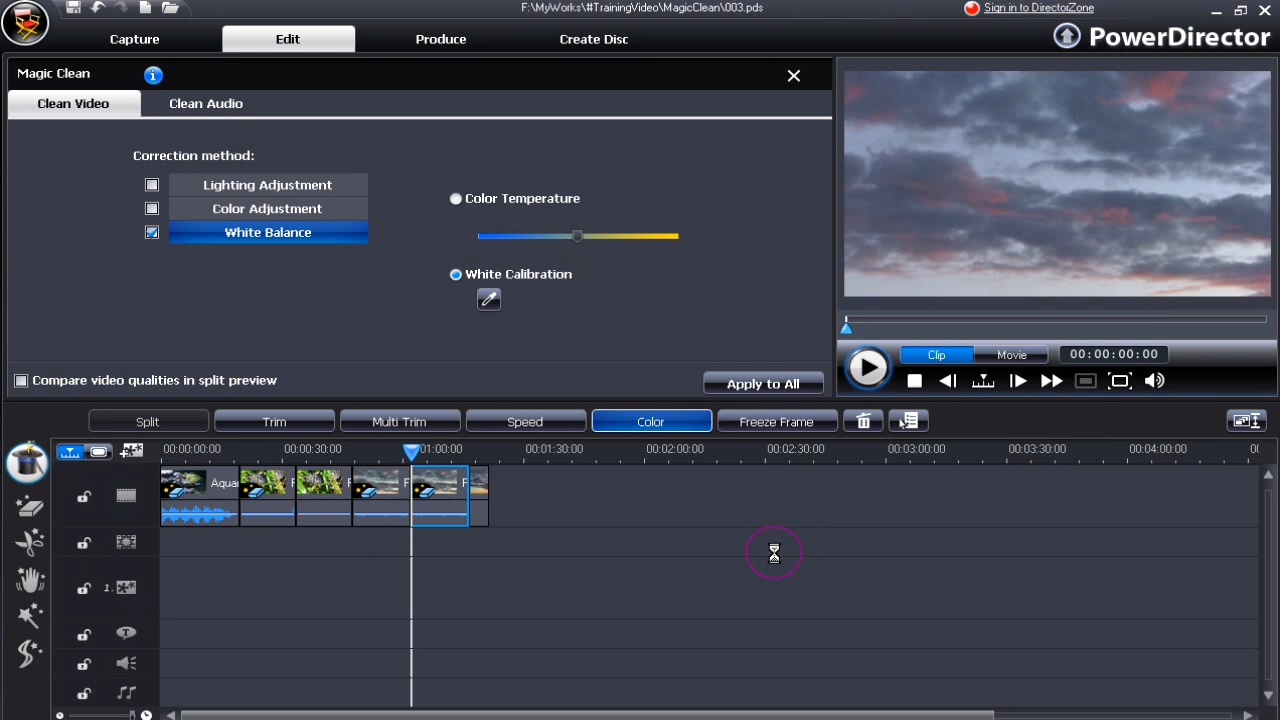 F:\MyWorks\#TrainingVideo\MagicClean\003.pds
Sign in to DirectorZone
Capture
Edit
Produce
Create Disc
PowerDirector
Magic Clean
Clean Video
Clean Audio
Correction method:
Lighting Adjustment
Color Adjustment
White Balance
Color Temperature
White Calibration
Compare video qualities in split preview
Apply to All
Clip
Movie
00:00:00:00
Split
Trim
Multi Trim
Speed
Color
Freeze Frame
00:00:00:00 00:00:30:00 :01:00:00 00:01:30:00 00:02:00:00 00:02:30:00 00:03:00:00 00:03:30:00 00:04:00:00 00
Aqua
F
F
F
F
1.
T